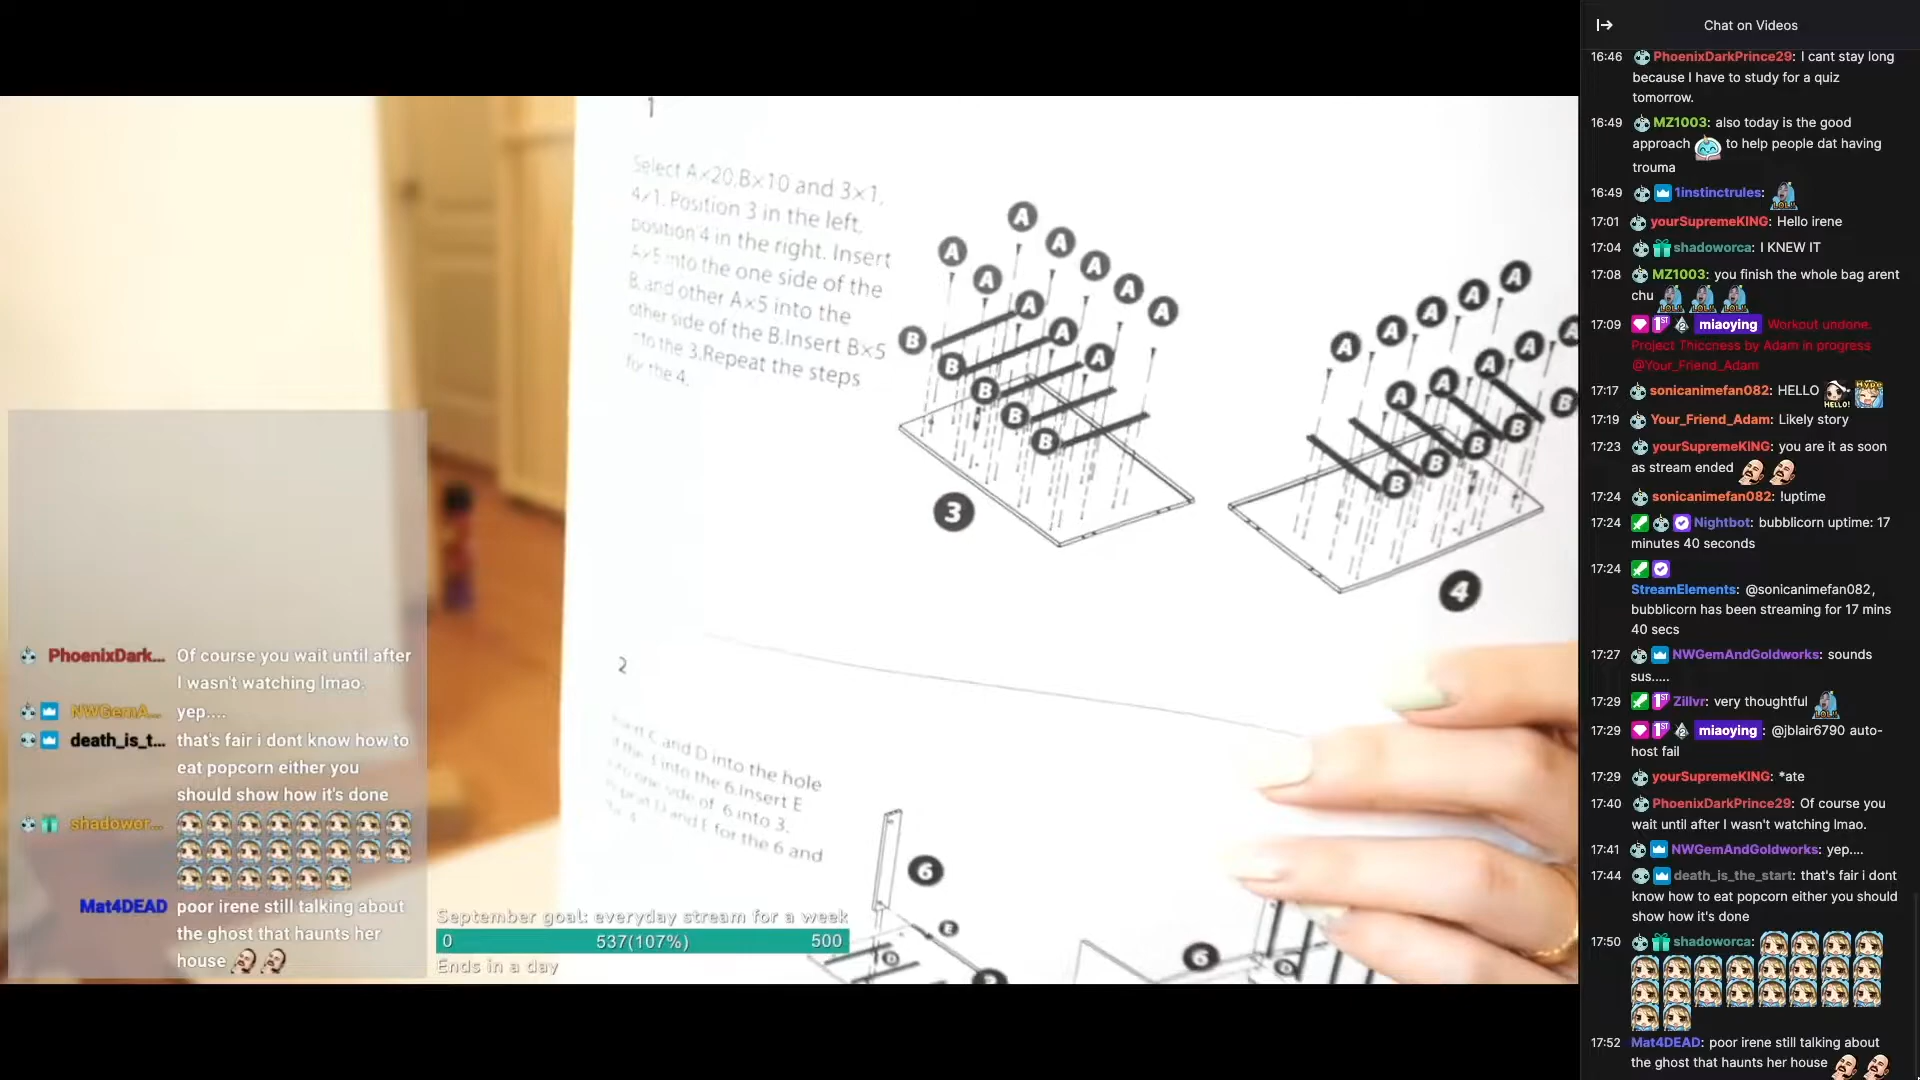 1
Select A×20,B×10 and 3×1,
4×1. Position 3 in the left,
position 4 in the right. Insert
A×5 into the one side of the
B, and other A×5 into the
other side of the B.Insert B×5
to the 3.Repeat the steps
for the 4.
A A A A A A A A A A
B B B B B
3
A A A A A A A A A
B B B B B
4
2
C and D into the hole
3 into the 6.Insert E
one side of 6 into 3.
D and E for the 6 and
6
E
D
6
D
PhoenixDark... Of course you wait until after
I wasn't watching lmao.
NWGemA... yep....
death_is_t... that's fair i dont know how to
eat popcorn either you
should show how it's done
shadowor...
Mat4DEAD poor irene still talking about
the ghost that haunts her
house
September goal: everyday stream for a week
0 537(107%) 500
Ends in a day
Chat on Videos
16:46 PhoenixDarkPrince29: I cant stay long
because I have to study for a quiz
tomorrow.
16:49 MZ1003: also today is the good
approach to help people dat having
trouma
16:49 1instinctrules:
17:01 yourSupremeKING: Hello irene
17:04 shadoworca: I KNEW IT
17:08 MZ1003: you finish the whole bag arent
chu
17:09 miaoying Workout undone.
Project Thiccness by Adam in progress
@Your_Friend_Adam
17:17 sonicanimefan082: HELLO
17:19 Your_Friend_Adam: Likely story
17:23 yourSupremeKING: you are it as soon
as stream ended
17:24 sonicanimefan082: !uptime
17:24 Nightbot: bubblicorn uptime: 17
minutes 40 seconds
17:24
StreamElements: @sonicanimefan082,
bubblicorn has been streaming for 17 mins
40 secs
17:27 NWGemAndGoldworks: sounds
sus.....
17:29 Zillvr: very thoughtful
17:29 miaoying : @jblair6790 auto-
host fail
17:29 yourSupremeKING: *ate
17:40 PhoenixDarkPrince29: Of course you
wait until after I wasn't watching lmao.
17:41 NWGemAndGoldworks: yep....
17:44 death_is_the_start: that's fair i dont
know how to eat popcorn either you should
show how it's done
17:50 shadoworca:
17:52 Mat4DEAD: poor irene still talking about
the ghost that haunts her house